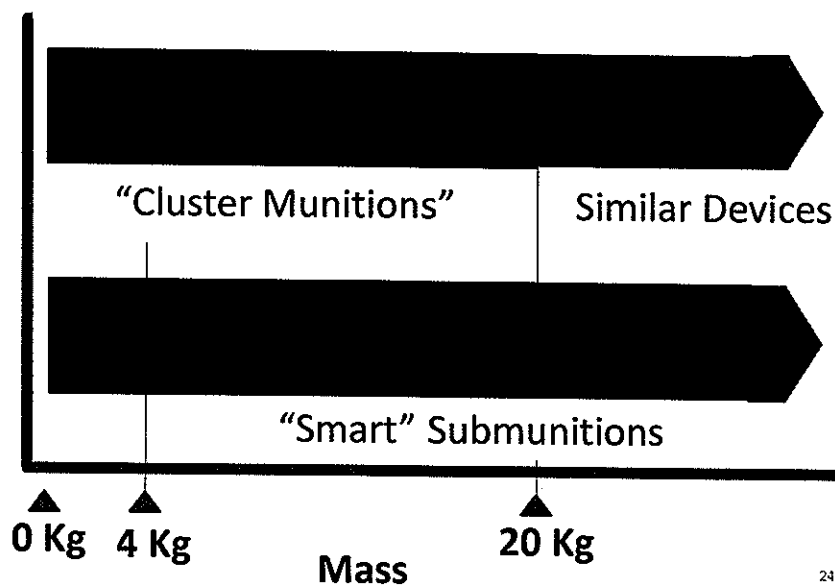 “Cluster Munitions”
Similar Devices
“Smart” Submunitions
0 Kg
4 Kg
20 Kg
Mass
24